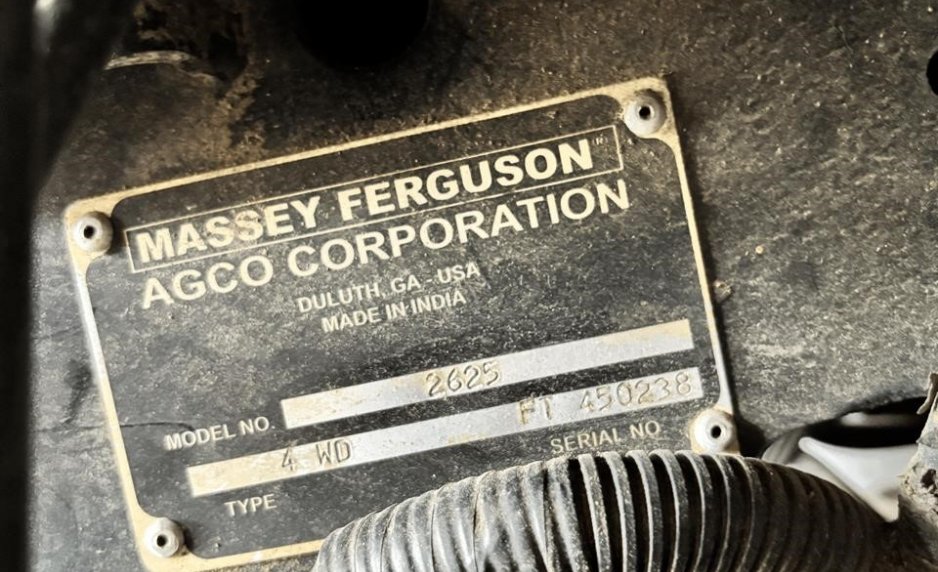 MASSEY FERGUSON
AGCO CORPORATION
DULUTH, GA - USA
MADE IN INDIA
MODEL NO. 2625
4 WD FT 450238
TYPE SERIAL NO